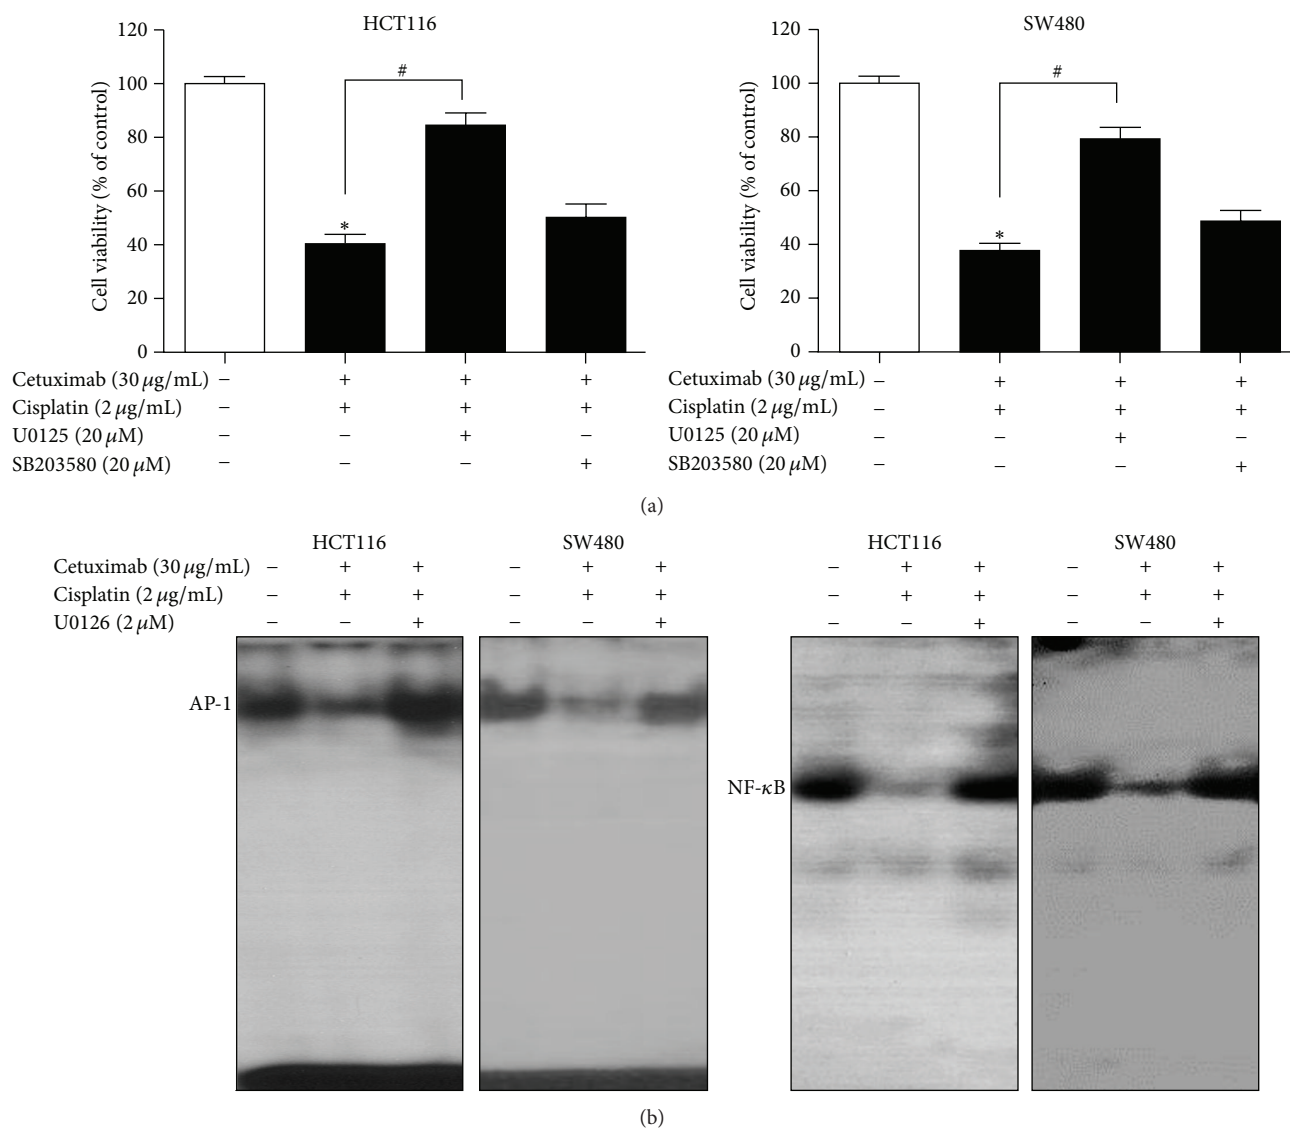 HCT116
120
100
80
60
40
20
0
Cell viability (% of control)
#
*
Cetuximab (30 μg/mL) − + + +
Cisplatin (2 μg/mL) − + + +
U0125 (20 μM) − − + −
SB203580 (20 μM) − − − +
SW480
120
100
80
60
40
20
0
Cell viability (% of control)
#
*
Cetuximab (30 μg/mL) − + + +
Cisplatin (2 μg/mL) − + + +
U0125 (20 μM) − − + −
SB203580 (20 μM) − − − +
(a)
HCT116 SW480 HCT116 SW480
Cetuximab (30 μg/mL) − + + − + + − + + − + +
Cisplatin (2 μg/mL) − + + − + + − + + − + +
U0126 (2 μM) − − + − − + − − + − − +
AP-1
NF-κB
(b)